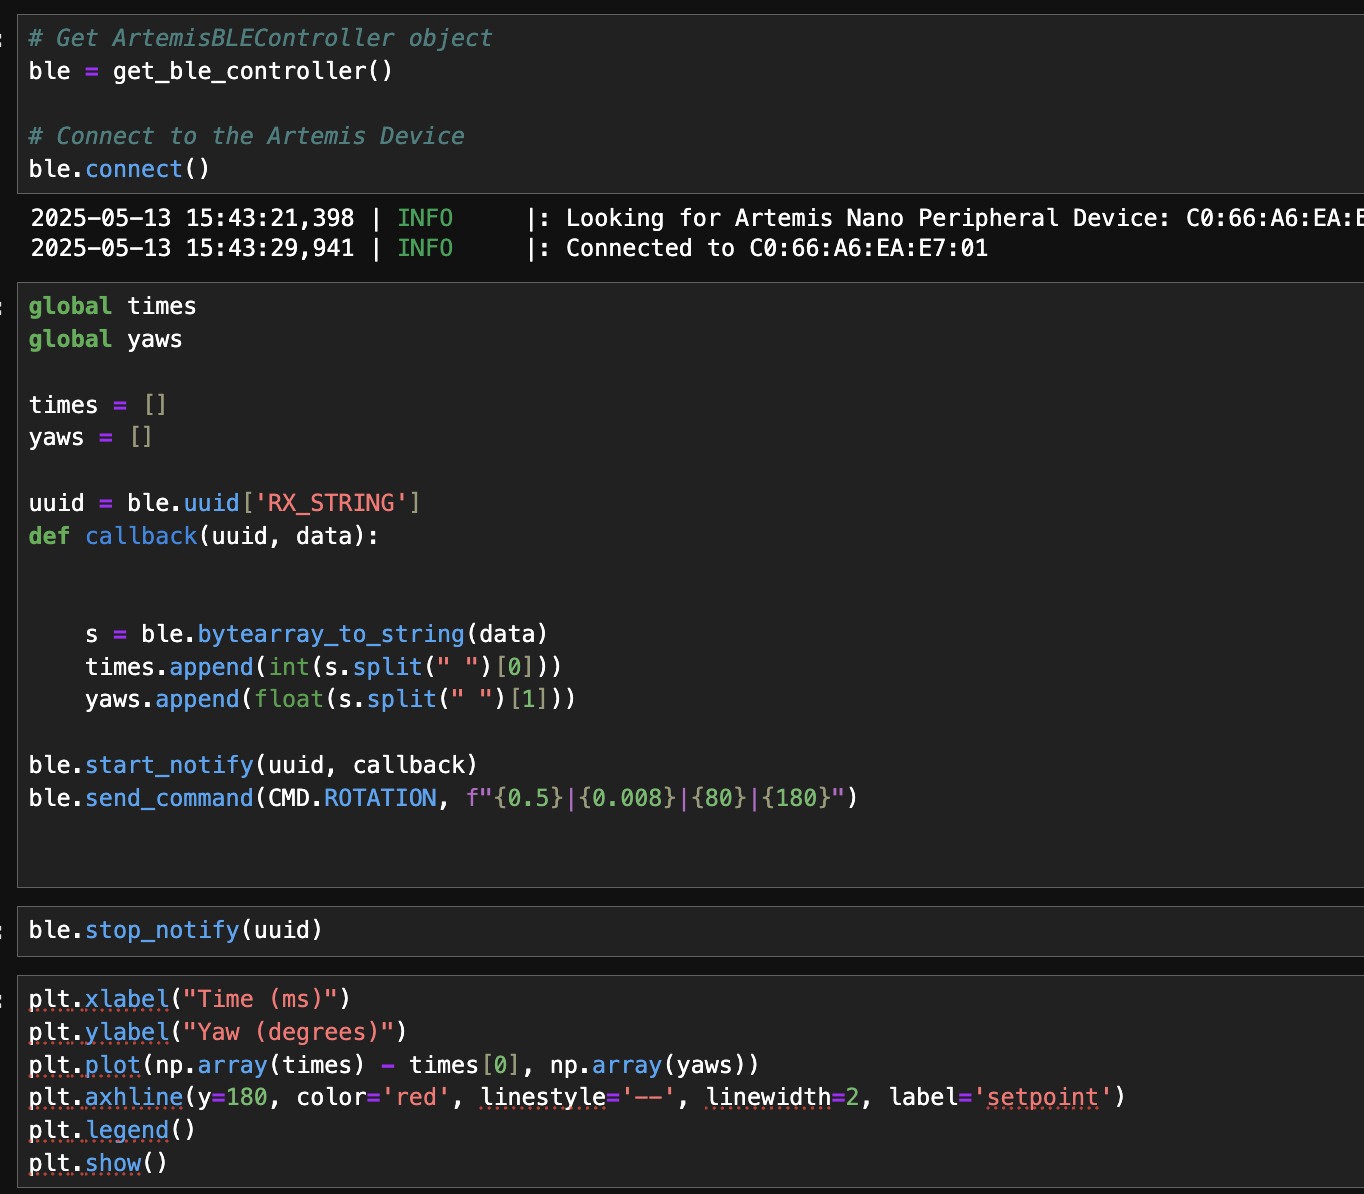 # Get ArtemisBLEController object
ble = get_ble_controller()
# Connect to the Artemis Device
ble.connect()
2025-05-13 15:43:21,398 | INFO     |: Looking for Artemis Nano Peripheral Device: C0:66:A6:EA:E
2025-05-13 15:43:29,941 | INFO     |: Connected to C0:66:A6:EA:E7:01
global times
global yaws
times = []
yaws = []
uuid = ble.uuid['RX_STRING']
def callback(uuid, data):
    s = ble.bytearray_to_string(data)
    times.append(int(s.split(" ")[0]))
    yaws.append(float(s.split(" ")[1]))
ble.start_notify(uuid, callback)
ble.send_command(CMD.ROTATION, f"{0.5}|{0.008}|{80}|{180}")
ble.stop_notify(uuid)
plt.xlabel("Time (ms)")
plt.ylabel("Yaw (degrees)")
plt.plot(np.array(times) - times[0], np.array(yaws))
plt.axhline(y=180, color='red', linestyle='--', linewidth=2, label='setpoint')
plt.legend()
plt.show()